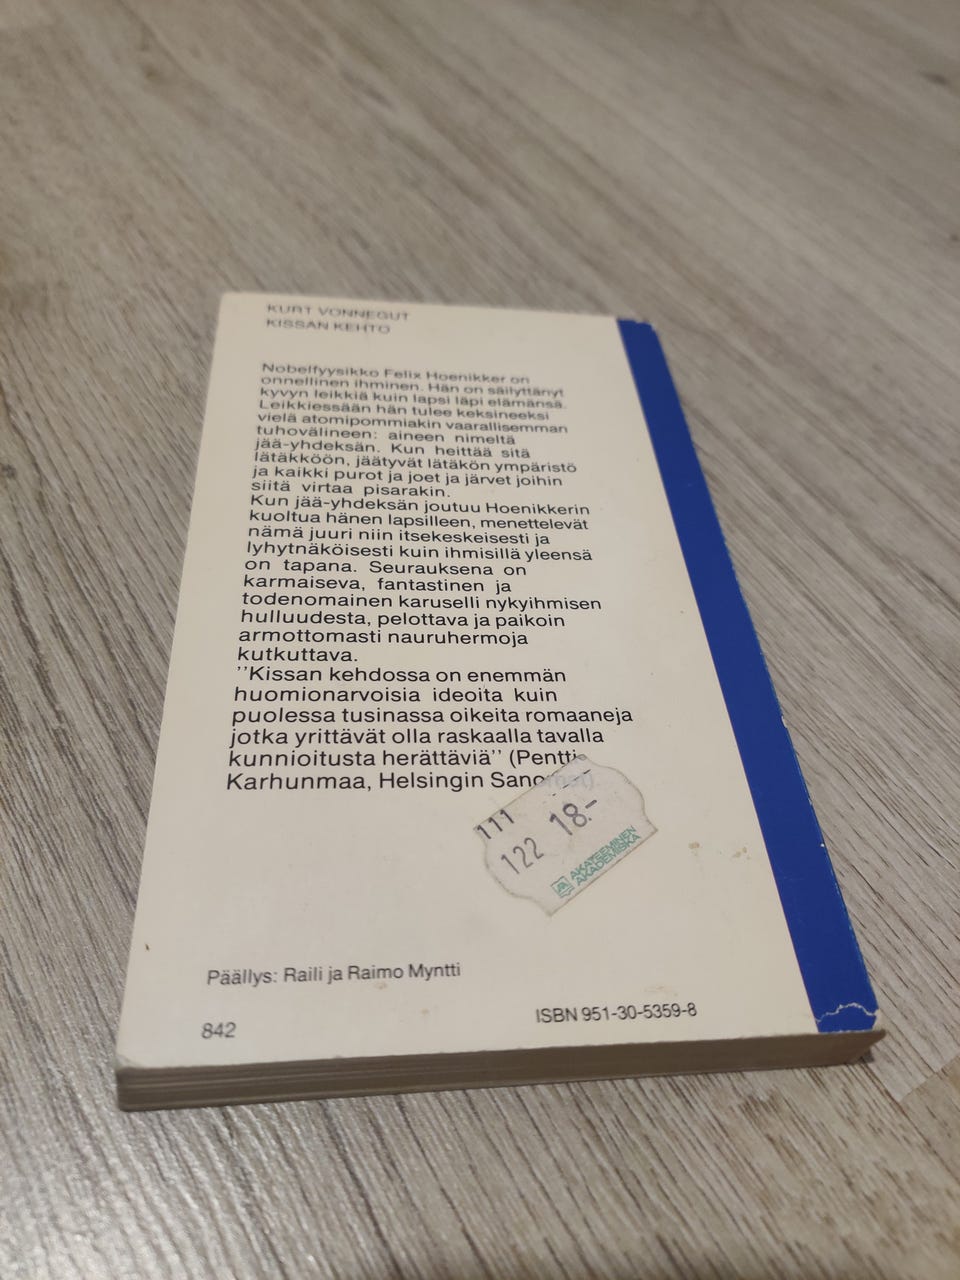 KURT VONNEGUT
KISSAN KEHTO
Nobelfyysikko Felix Hoenikker on
onnellinen ihminen. Hän on säilyttänyt
kyvyn leikkiä kuin lapsi läpi elämänsä.
Leikkiessään hän tulee keksineeksi
vielä atomipommiakin vaarallisemman
tuhovälineen: aineen nimeltä
jää-yhdeksän. Kun heittää sitä
lätäkköön, jäätyvät lätäkön ympäristö
ja kaikki purot ja joet ja järvet joihin
siitä virtaa pisarakin.
Kun jää-yhdeksän joutuu Hoenikkerin
kuoltua hänen lapsilleen, menettelevät
nämä juuri niin itsekeskeisesti ja
lyhytnäköisesti kuin ihmisillä yleensä
on tapana. Seurauksena on
karmaiseva, fantastinen ja
todenomainen karuselli nykyihmisen
hulluudesta, pelottava ja paikoin
armottomasti nauruhermoja
kutkuttava.
''Kissan kehdossa on enemmän
huomionarvoisia ideoita kuin
puolessa tusinassa oikeita romaaneja
jotka yrittävät olla raskaalla tavalla
kunnioitusta herättäviä'' (Pentti
Karhunmaa, Helsingin Sanomat).
111
122 18.-
AKATEEMINEN
AKADEMISKA
Päällys: Raili ja Raimo Myntti
842
ISBN 951-30-5359-8